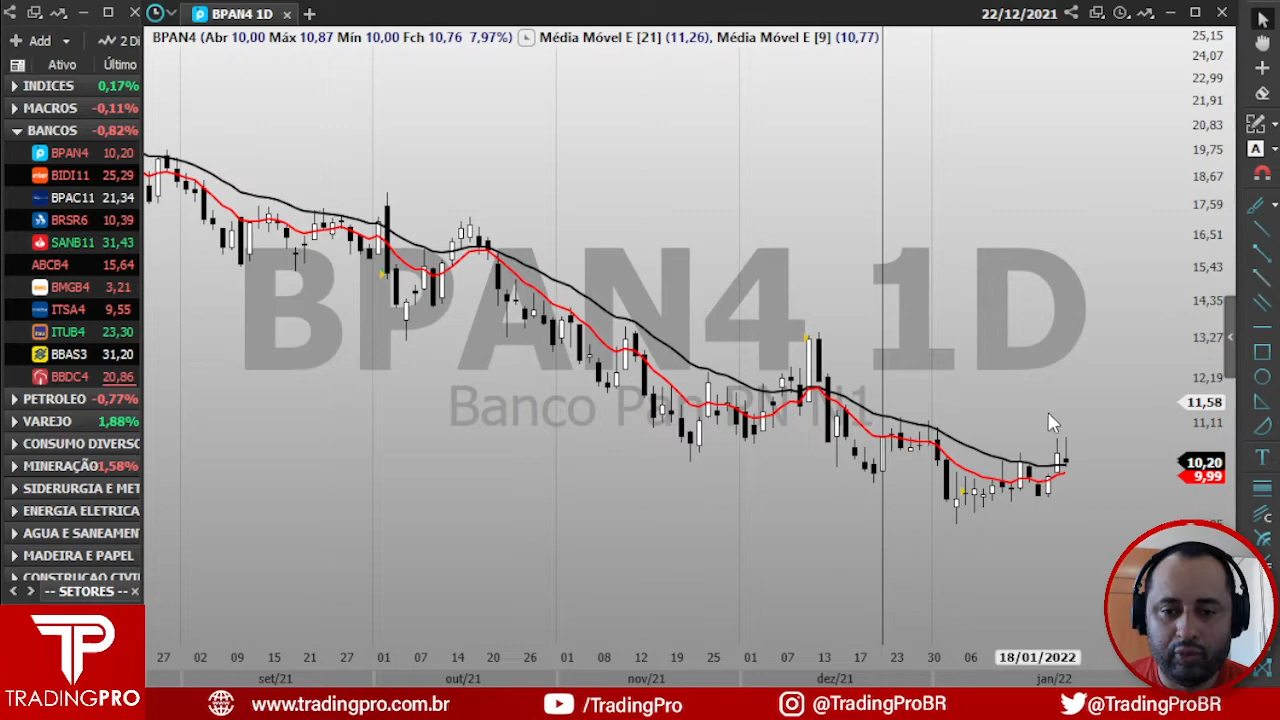 BPAN4 1D
22/12/2021
Add
2 Di
BPAN4 (Abr 10,00 Máx 10,87 Mín 10,00 Fch 10,76 7,97%) Média Móvel E [21] (11,26), Média Móvel E [9] (10,77)
Ativo Último
INDICES 0,17%
MACROS -0,11%
BANCOS -0,82%
BPAN4 10,20
BIDI11 25,29
BPAC11 21,34
BRSR6 10,39
SANB11 31,43
ABCB4 15,64
BMGB4 3,21
ITSA4 9,55
ITUB4 23,30
BBAS3 31,20
BBDC4 20,86
PETROLEO -0,77%
VAREJO 1,88%
CONSUMO DIVERSO
MINERAÇÃO 1,58%
SIDERURGIA E MET
ENERGIA ELETRICA
AGUA E SANEAMEN
MADEIRA E PAPEL
CONSTRUÇAO CIVI
-- SETORES --
BPAN4 1D
Banco Pan PN N1
25,15
24,07
22,99
21,91
20,83
19,75
18,67
17,59
16,51
15,43
14,35
13,27
12,19
11,58
11,11
10,20
9,99
A
T
27 02 09 15 21 27 01 07 14 20 26 01 08 12 19 25 01 07 13 17 23 30 06 18/01/2022
set/21 out/21 nov/21 dez/21 jan/22
TP
TRADINGPRO
www.tradingpro.com.br
/TradingPro
@TradingProBR
@TradingProBR